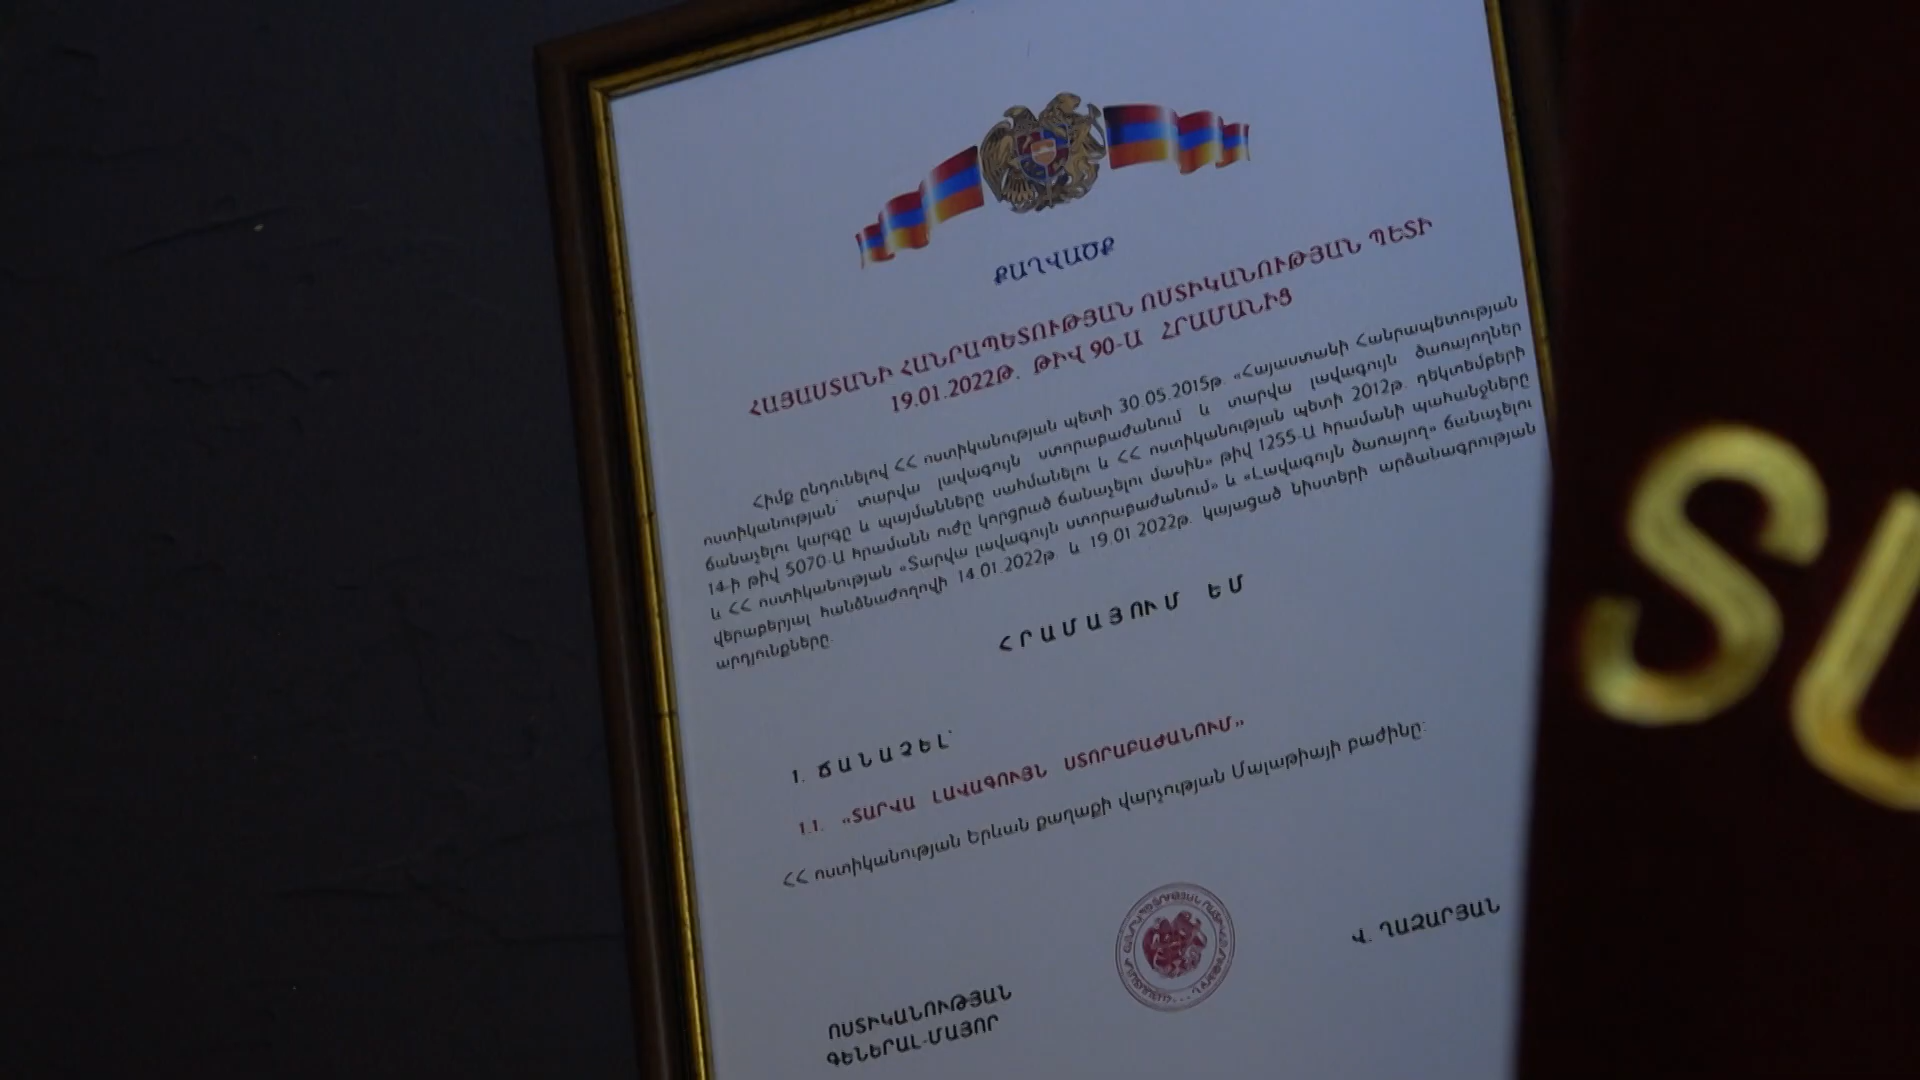 ՔԱՂՎԱԾՔ
ՀԱՅԱՍՏԱՆԻ ՀԱՆՐԱՊԵՏՈՒԹՅԱՆ ՈՍՏԻԿԱՆՈՒԹՅԱՆ ՊԵՏԻ
19.01.2022Թ. ԹԻՎ 90-Ա ՀՐԱՄԱՆԻՑ
Հիմք ընդունելով ՀՀ ոստիկանության պետի 30.05.2015թ. «Հայաստանի Հանրապետության
ոստիկանության՝ տարվա լավագույն ստորաբաժանում և տարվա լավագույն ծառայողներ
ճանաչելու կարգը և պայմանները սահմանելու և ՀՀ ոստիկանության պետի 2012թ. դեկտեմբերի
14-ի թիվ 5070-Ա հրամանն ուժը կորցրած ճանաչելու մասին» թիվ 1255-Ա հրամանի պահանջները
և ՀՀ ոստիկանության «Տարվա լավագույն ստորաբաժանում» և «Լավագույն ծառայող» ճանաչելու
վերաբերյալ հանձնաժողովի 14.01.2022թ. և 19.01.2022թ. կայացած նիստերի արձանագրության
արդյունքները.
ՀՐԱՄԱՅՈՒՄ ԵՄ
1. ՃԱՆԱՉԵԼ՝
1.1. «ՏԱՐՎԱ ԼԱՎԱԳՈՒՅՆ ՍՏՈՐԱԲԱԺԱՆՈՒՄ»
ՀՀ ոստիկանության Երևան քաղաքի վարչության Մալաթիայի բաժինը:
Վ. ՂԱԶԱՐՅԱՆ
ՈՍՏԻԿԱՆՈՒԹՅԱՆ
ԳԵՆԵՐԱԼ-ՄԱՅՈՐ
ՏԱ